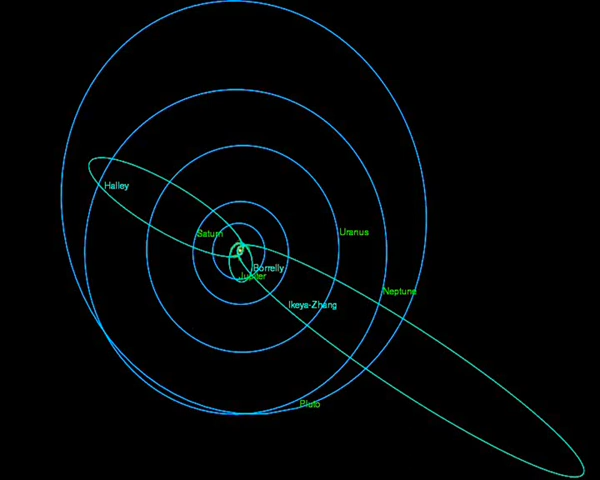 Halley
Saturn
Uranus
Borrelly
Jupiter
Neptune
Ikeya-Zhang
Pluto